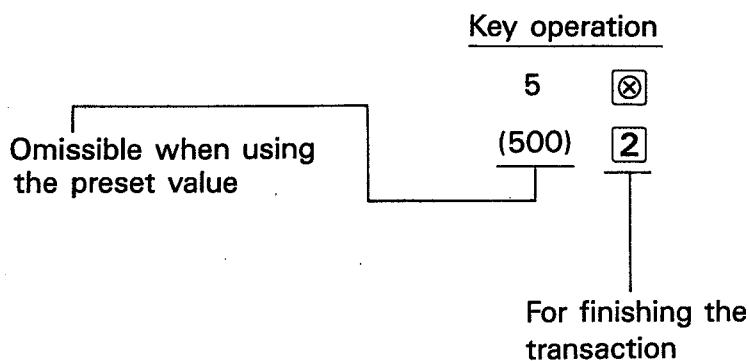 Key operation
5 ⊗
(500) 2
Omissible when using
the preset value
For finishing the
transaction